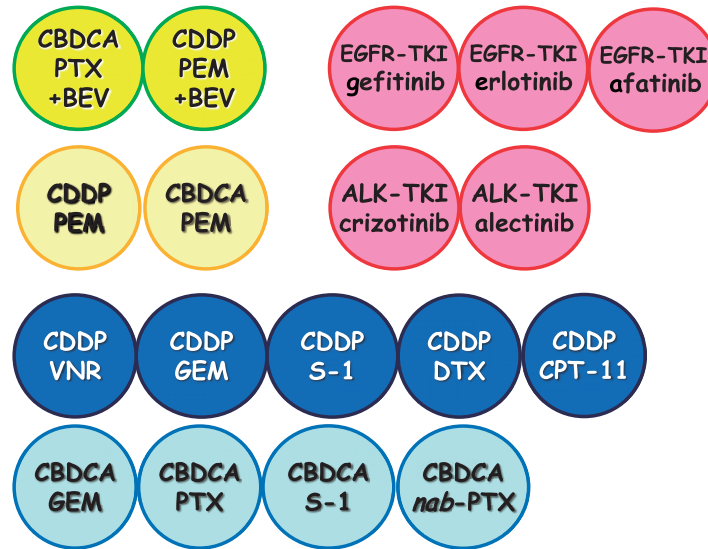 CBDCA
PTX
+BEV
CDDP
PEM
+BEV
EGFR-TKI
gefitinib
EGFR-TKI
erlotinib
EGFR-TKI
afatinib
CDDP
PEM
CBDCA
PEM
ALK-TKI
crizotinib
ALK-TKI
alectinib
CDDP
VNR
CDDP
GEM
CDDP
S-1
CDDP
DTX
CDDP
CPT-11
CBDCA
GEM
CBDCA
PTX
CBDCA
S-1
CBDCA
nab-PTX